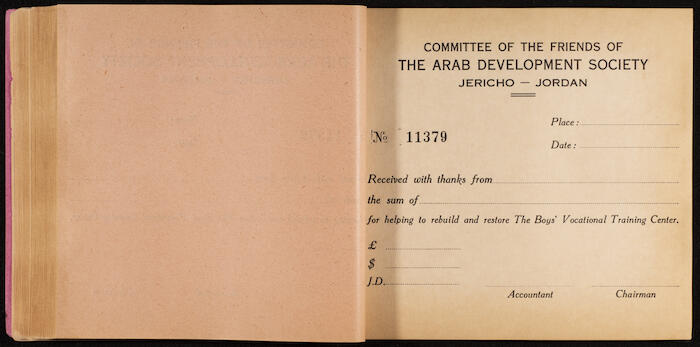 COMMITTEE OF THE FRIENDS OF
THE ARAB DEVELOPMENT SOCIETY
JERICHO — JORDAN
Place :
№ 11379
Date :
Received with thanks from
the sum of
for helping to rebuild and restore The Boys' Vocational Training Center.
£
$
J.D.
Accountant Chairman